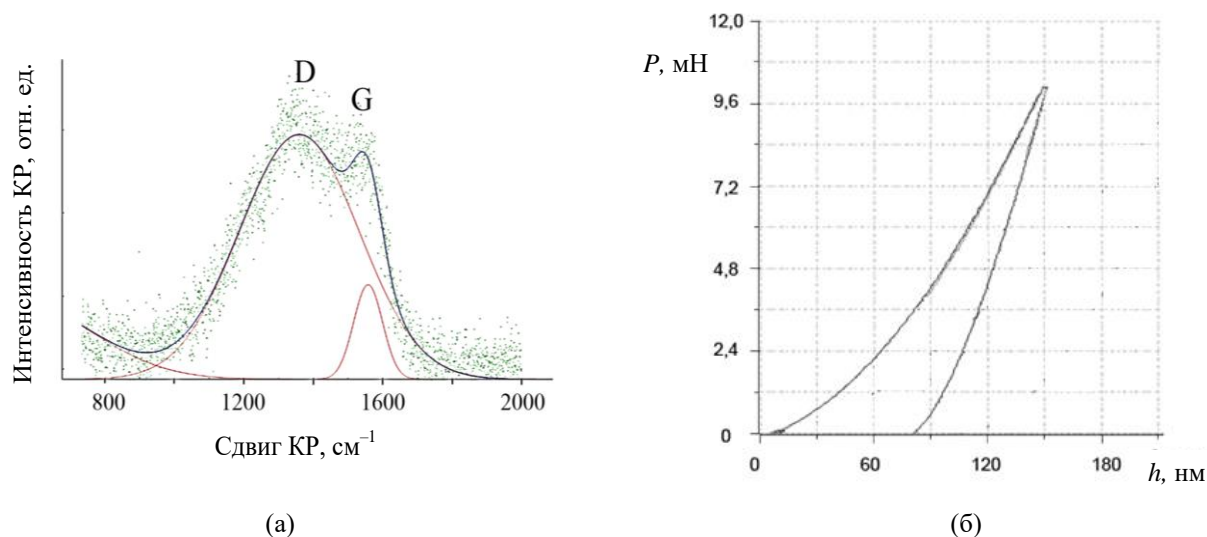 Интенсивность КР, отн. ед.
D
G
800
1200
1600
2000
Сдвиг КР, см⁻¹
(а)
12,0
P, мН
9,6
7,2
4,8
2,4
0
0
60
120
180
h, нм
(б)